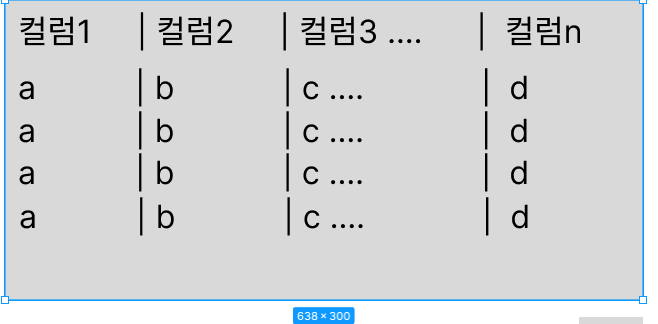 컬럼1 | 컬럼2 | 컬럼3 .... | 컬럼n
a | b | c .... | d
a | b | c .... | d
a | b | c .... | d
a | b | c .... | d
638 × 300